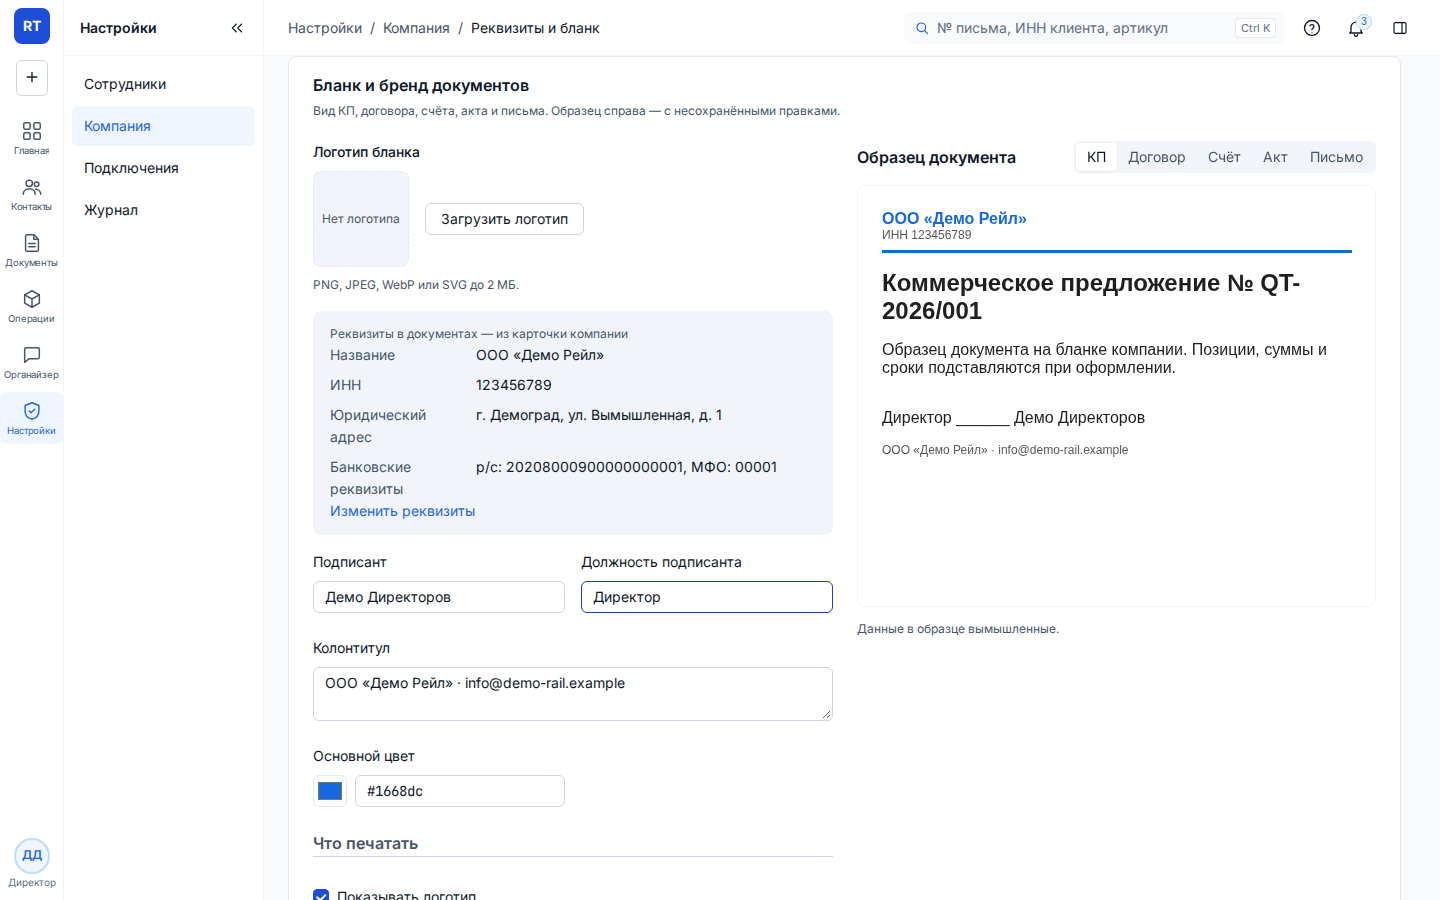 RT
Настройки
Настройки / Компания / Реквизиты и бланк
№ письма, ИНН клиента, артикул
Ctrl K
3
Главная
Контакты
Документы
Операции
Органайзер
Настройки
ДД
Директор
Сотрудники
Компания
Подключения
Журнал
Бланк и бренд документов
Вид КП, договора, счёта, акта и письма. Образец справа — с несохранёнными правками.
Логотип бланка
Нет логотипа
Загрузить логотип
PNG, JPEG, WebP или SVG до 2 МБ.
Реквизиты в документах — из карточки компании
Название ООО «Демо Рейл»
ИНН 123456789
Юридический адрес г. Демоград, ул. Вымышленная, д. 1
Банковские реквизиты р/с: 20208000900000000001, МФО: 00001
Изменить реквизиты
Подписант
Демо Директоров
Должность подписанта
Директор
Колонтитул
ООО «Демо Рейл» · info@demo-rail.example
Основной цвет
#1668dc
Что печатать
Показывать логотип
Образец документа
КП Договор Счёт Акт Письмо
ООО «Демо Рейл»
ИНН 123456789
Коммерческое предложение № QT-
2026/001
Образец документа на бланке компании. Позиции, суммы и
сроки подставляются при оформлении.
Директор ______ Демо Директоров
ООО «Демо Рейл» · info@demo-rail.example
Данные в образце вымышленные.